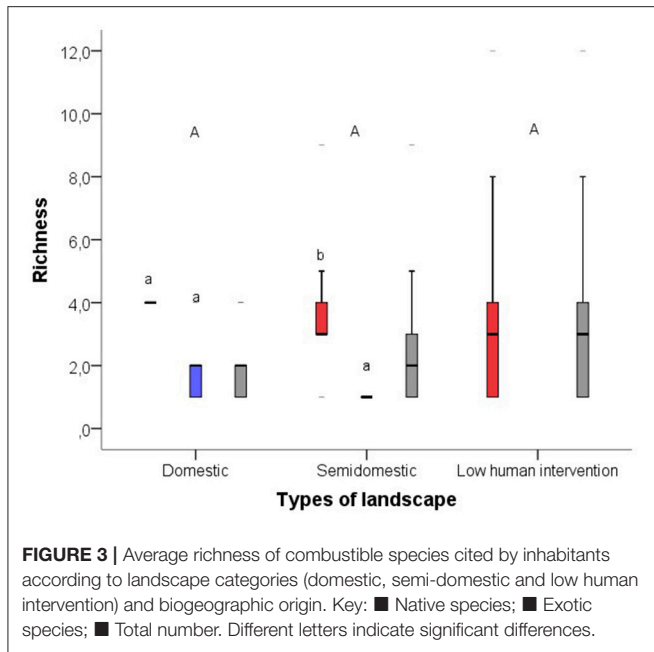 12,0
10,0
8,0
6,0
4,0
2,0
,0
Richness
A
A
A
a
a
b
a
Domestic
Semidomestic
Low human intervention
Types of landscape
FIGURE 3 | Average richness of combustible species cited by inhabitants
according to landscape categories (domestic, semi-domestic and low human
intervention) and biogeographic origin. Key: ■ Native species; ■ Exotic
species; ■ Total number. Different letters indicate significant differences.